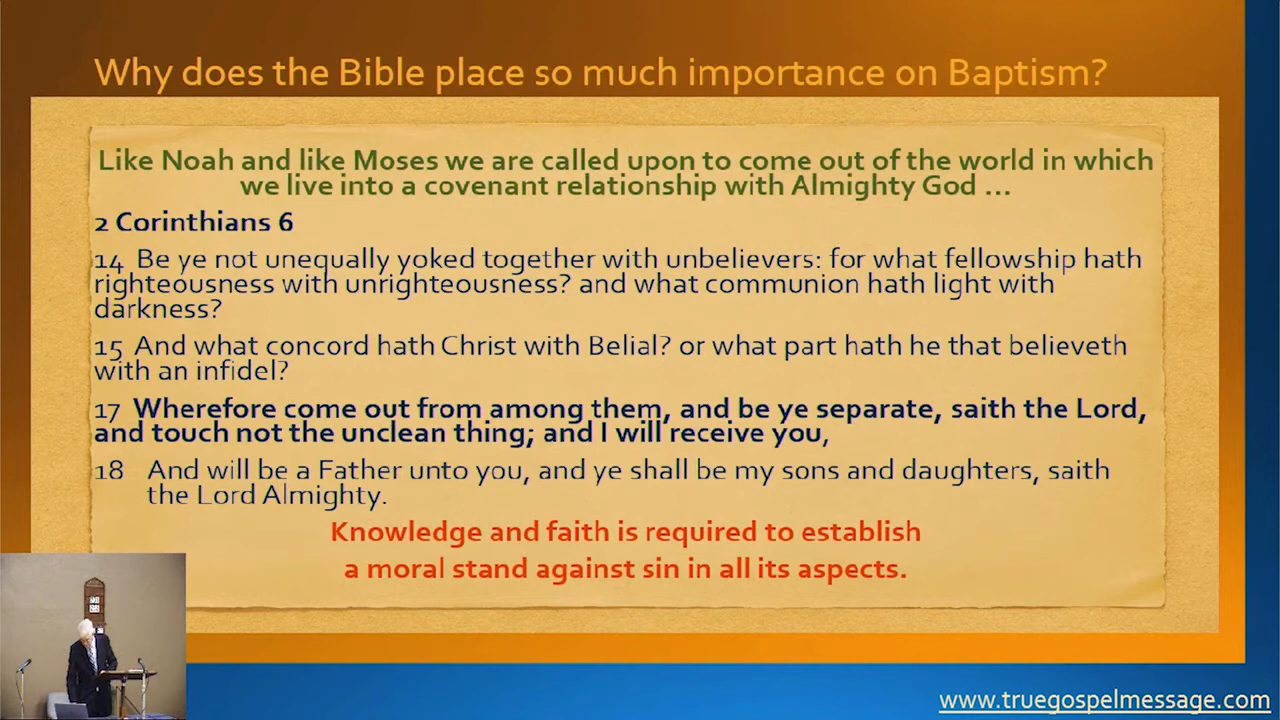 Why does the Bible place so much importance on Baptism?
Like Noah and like Moses we are called upon to come out of the world in which
we live into a covenant relationship with Almighty God ...
2 Corinthians 6
14 Be ye not unequally yoked together with unbelievers: for what fellowship hath
righteousness with unrighteousness? and what communion hath light with
darkness?
15 And what concord hath Christ with Belial? or what part hath he that believeth
with an infidel?
17 Wherefore come out from among them, and be ye separate, saith the Lord,
and touch not the unclean thing; and I will receive you,
18 And will be a Father unto you, and ye shall be my sons and daughters, saith
the Lord Almighty.
Knowledge and faith is required to establish
a moral stand against sin in all its aspects.
www.truegospelmessage.com